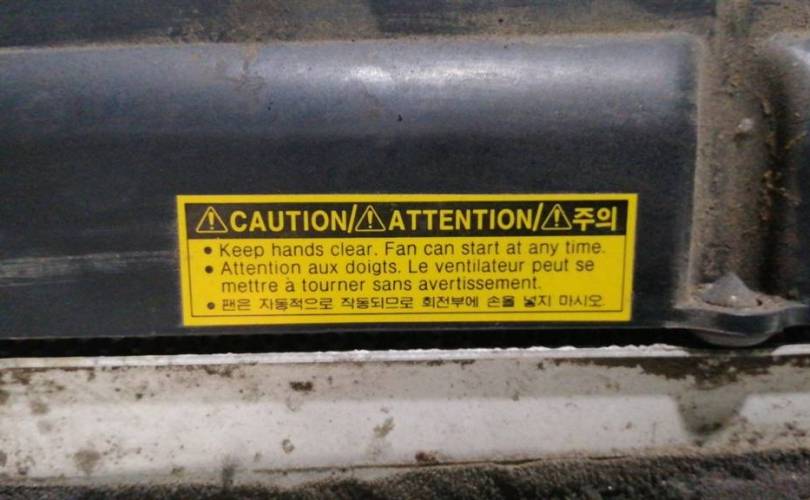 ⚠CAUTION/⚠ATTENTION/⚠주의
• Keep hands clear. Fan can start at any time.
• Attention aux doigts. Le ventilateur peut se
mettre à tourner sans avertissement.
• 팬은 자동적으로 작동되므로 회전부에 손을 넣지 마시오.